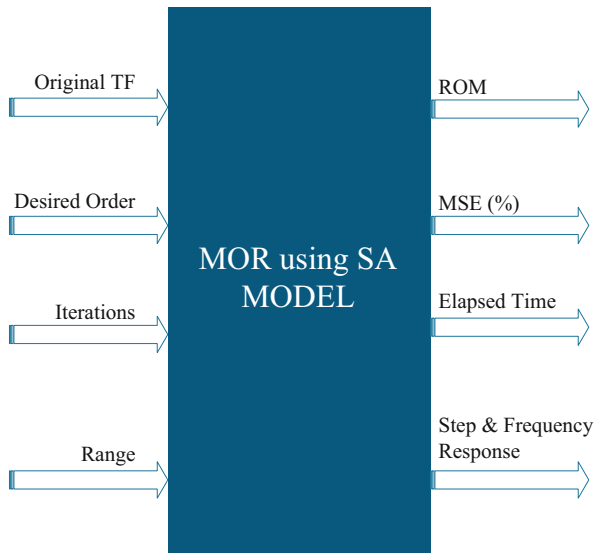 Original TF
Desired Order
Iterations
Range
MOR using SA
MODEL
ROM
MSE (%)
Elapsed Time
Step & Frequency
Response